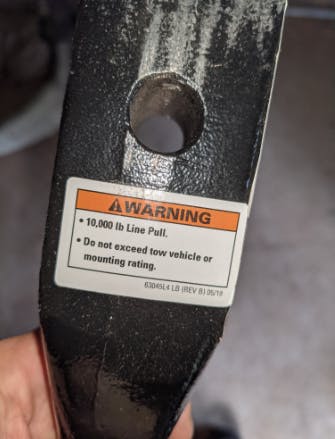 WARNING
• 10,000 lb Line Pull.
• Do not exceed tow vehicle or
mounting rating.
63045L4 LB (REV B) 05/19